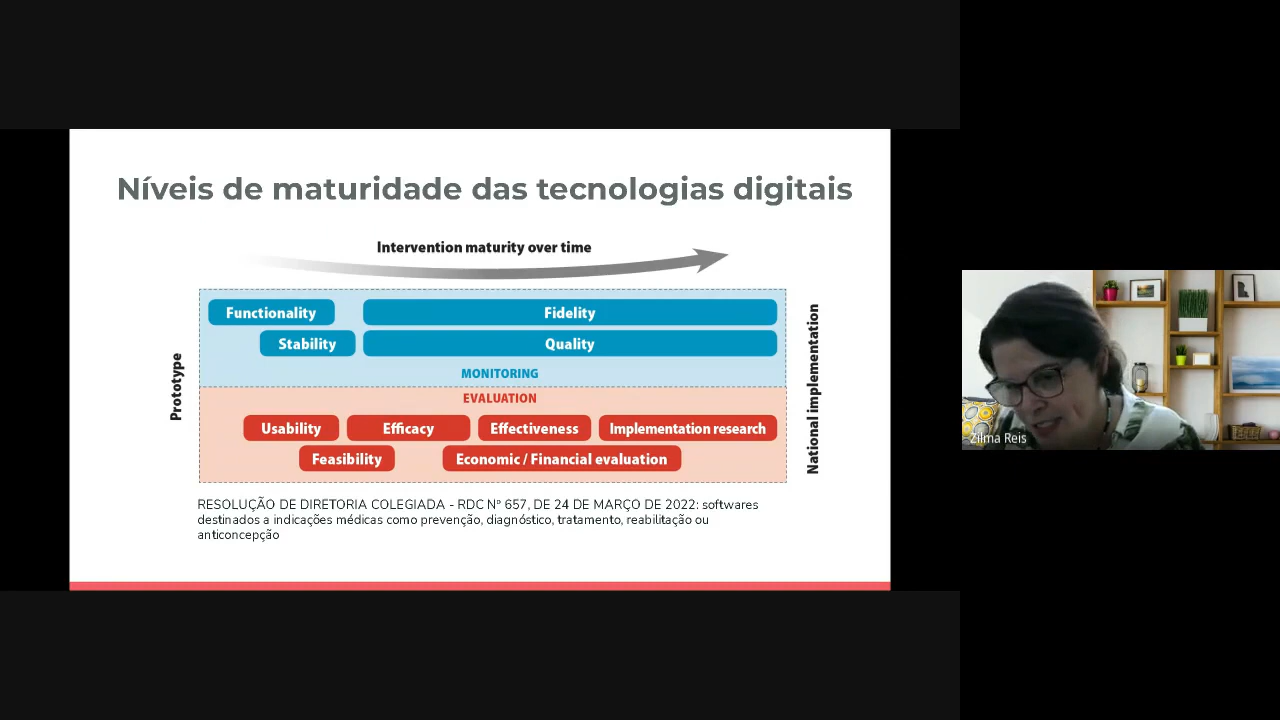 Níveis de maturidade das tecnologias digitais
Intervention maturity over time
Prototype
Functionality
Fidelity
Stability
Quality
MONITORING
EVALUATION
Usability
Efficacy
Effectiveness
Implementation research
Feasibility
Economic / Financial evaluation
National implementation
RESOLUÇÃO DE DIRETORIA COLEGIADA - RDC Nº 657, DE 24 DE MARÇO DE 2022: softwares
destinados a indicações médicas como prevenção, diagnóstico, tratamento, reabilitação ou
anticoncepção
Zilma Reis